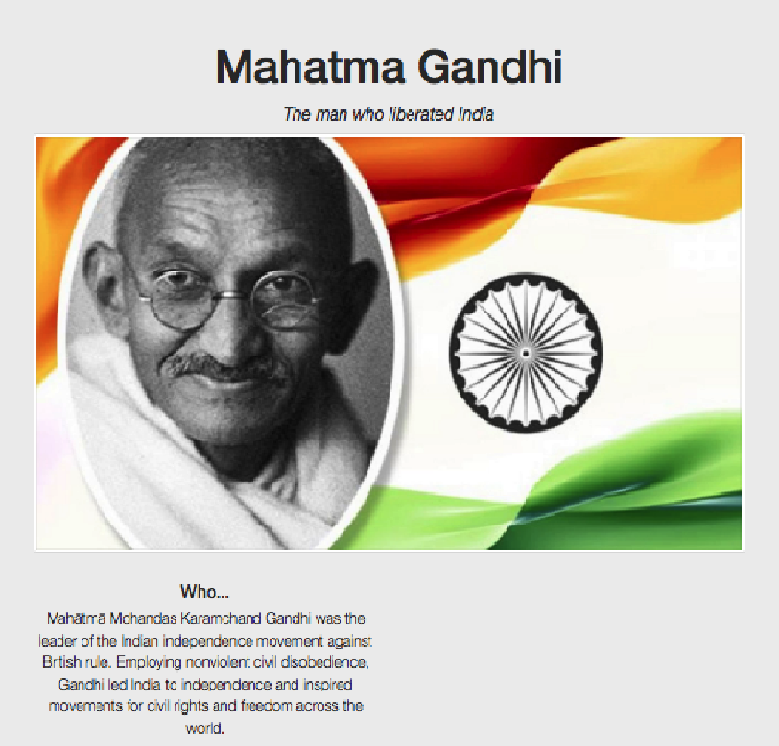 Mahatma Gandhi
The man who liberated India
Who...
Mahātmā Mohandas Karamchand Gandhi was the
leader of the Indian independence movement against
British rule. Employing nonviolent civil disobedience,
Gandhi led India to independence and inspired
movements for civil rights and freedom across the
world.